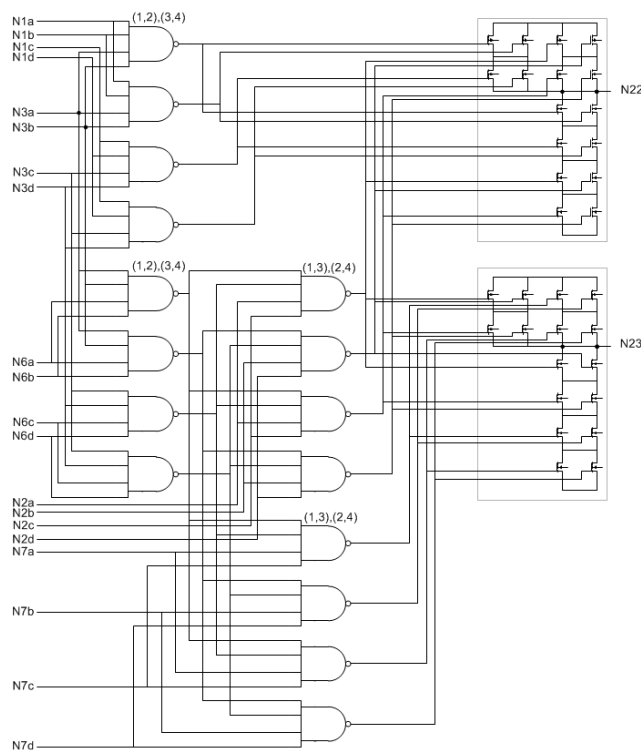 N1a
(1,2),(3,4)
N1b
N1c
N1d
N22
N3a
N3b
N3c
N3d
(1,2),(3,4)
(1,3),(2,4)
N23
N6a
N6b
N6c
N6d
N2a
N2b
N2c
(1,3),(2,4)
N2d
N7a
N7b
N7c
N7d